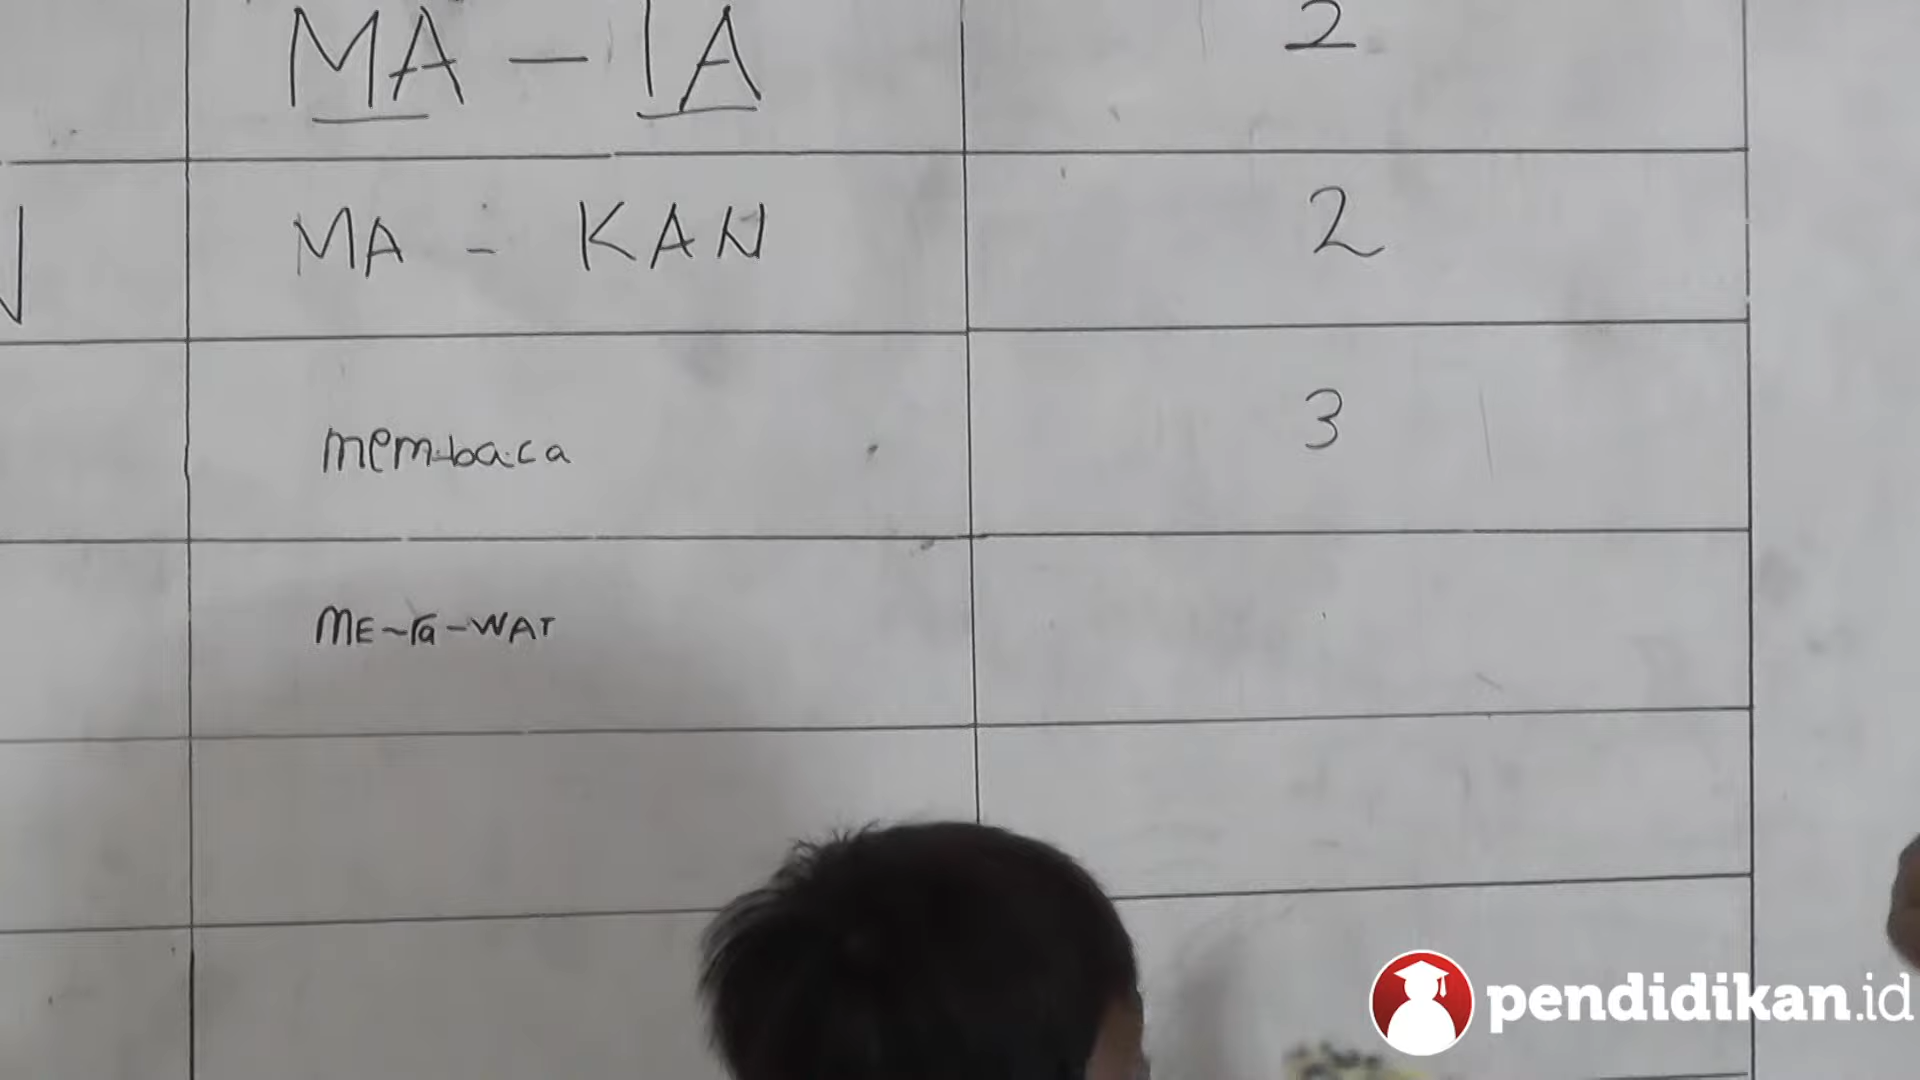 MA - TA 2
N MA - KAN 2
mem-ba-ca 3
ME-ra-WAT
pendidikan.id